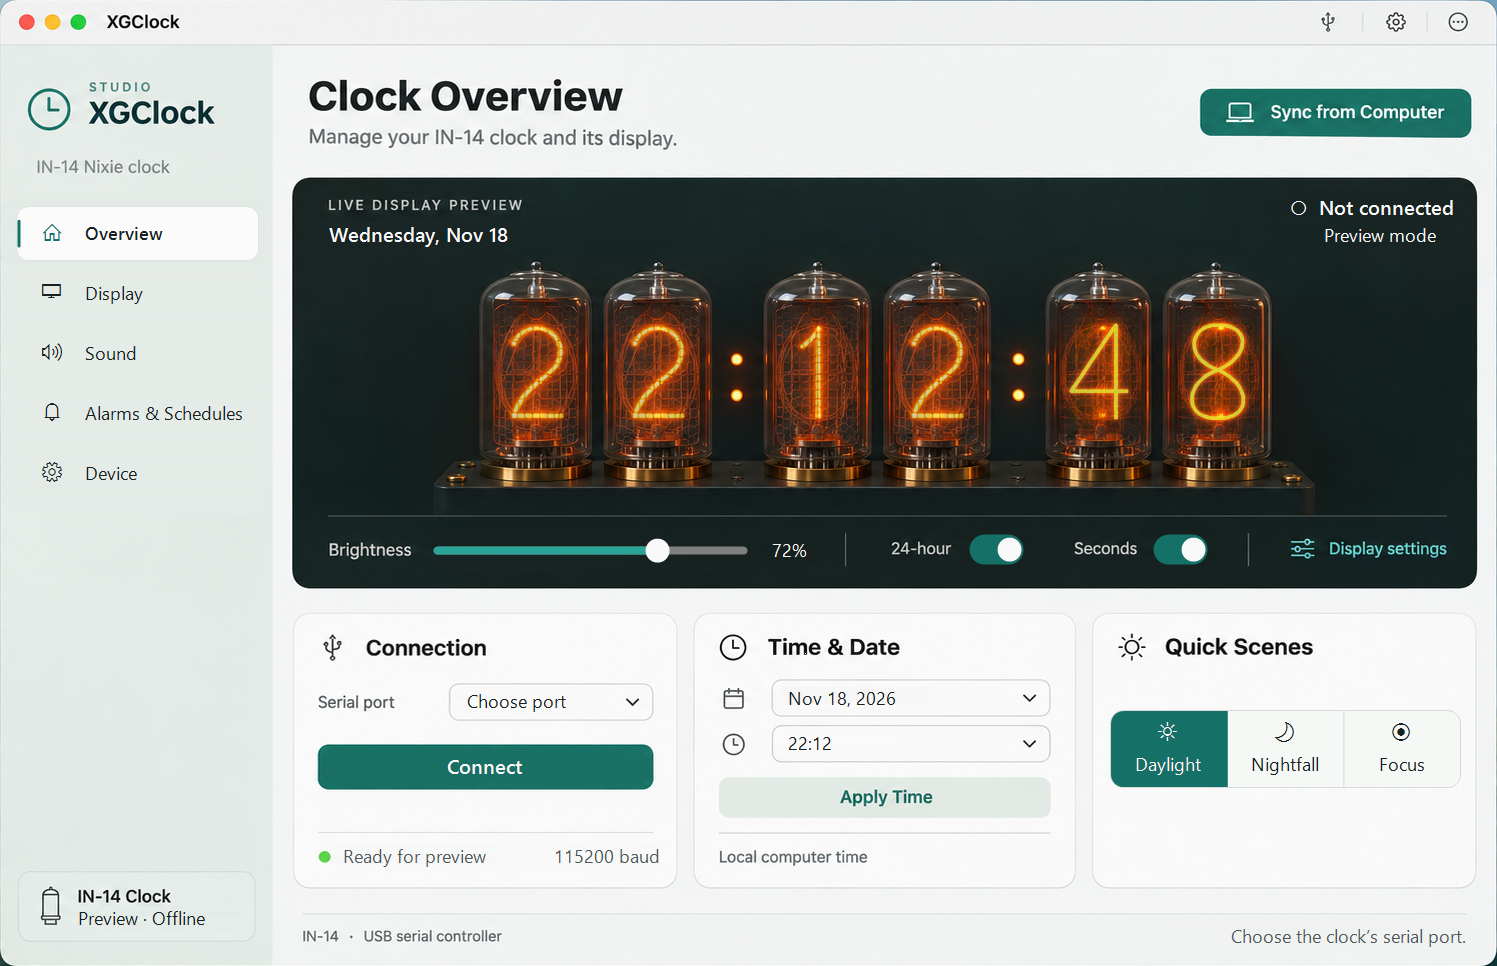 XGClock
STUDIO
XGClock
IN-14 Nixie clock
Overview
Display
Sound
Alarms & Schedules
Device
IN-14 Clock
Preview · Offline
Clock Overview
Manage your IN-14 clock and its display.
Sync from Computer
LIVE DISPLAY PREVIEW
Wednesday, Nov 18
Not connected
Preview mode
22:12:48
Brightness 72% 24-hour Seconds Display settings
Connection
Serial port Choose port
Connect
Ready for preview 115200 baud
Time & Date
Nov 18, 2026
22:12
Apply Time
Local computer time
Quick Scenes
Daylight Nightfall Focus
IN-14 · USB serial controller
Choose the clock's serial port.